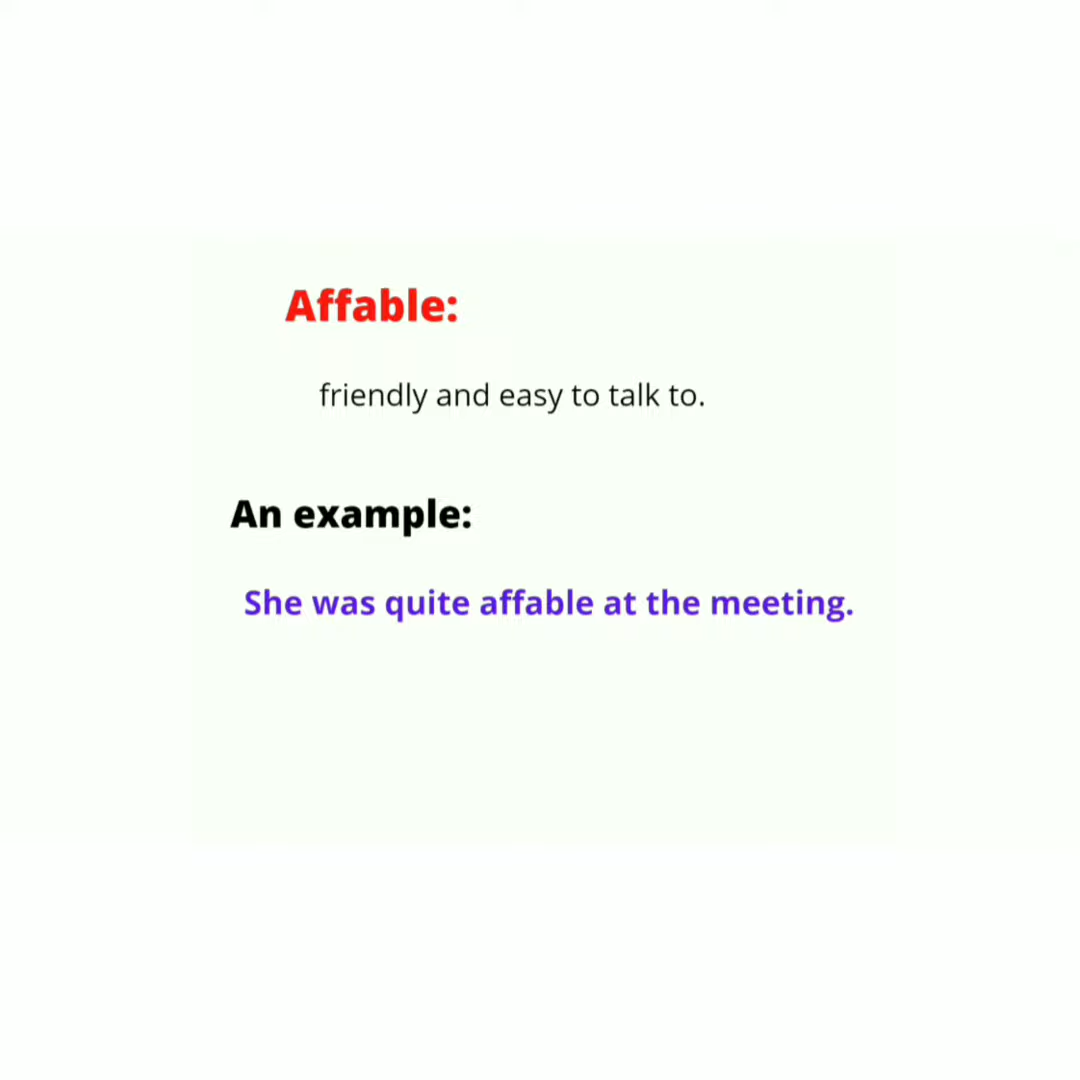 Affable:
friendly and easy to talk to.
An example:
She was quite affable at the meeting.